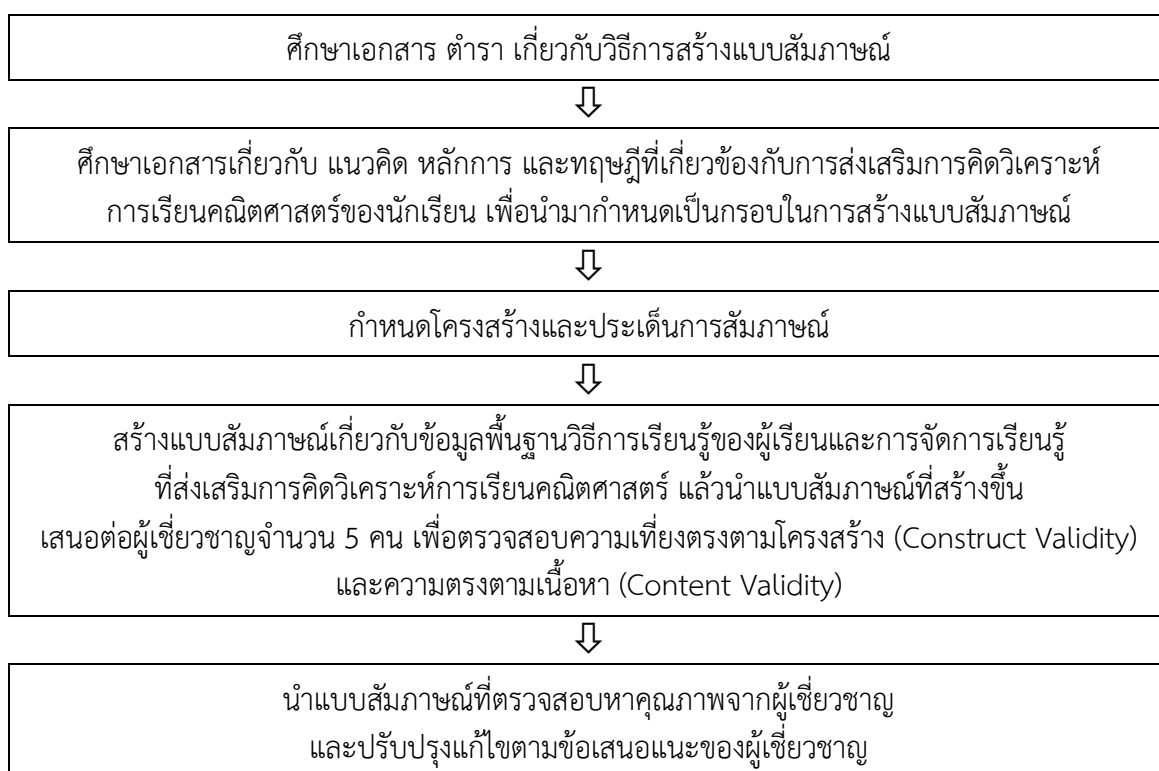 ศึกษาเอกสาร ตำรา เกี่ยวกับวิธีการสร้างแบบสัมภาษณ์
ศึกษาเอกสารเกี่ยวกับ แนวคิด หลักการ และทฤษฎีที่เกี่ยวข้องกับการส่งเสริมการคิดวิเคราะห์
การเรียนคณิตศาสตร์ของนักเรียน เพื่อนำมากำหนดเป็นกรอบในการสร้างแบบสัมภาษณ์
กำหนดโครงสร้างและประเด็นการสัมภาษณ์
สร้างแบบสัมภาษณ์เกี่ยวกับข้อมูลพื้นฐานวิธีการเรียนรู้ของผู้เรียนและการจัดการเรียนรู้
ที่ส่งเสริมการคิดวิเคราะห์การเรียนคณิตศาสตร์ แล้วนำแบบสัมภาษณ์ที่สร้างขึ้น
เสนอต่อผู้เชี่ยวชาญจำนวน 5 คน เพื่อตรวจสอบความเที่ยงตรงตามโครงสร้าง (Construct Validity)
และความตรงตามเนื้อหา (Content Validity)
นำแบบสัมภาษณ์ที่ตรวจสอบหาคุณภาพจากผู้เชี่ยวชาญ
และปรับปรุงแก้ไขตามข้อเสนอแนะของผู้เชี่ยวชาญ